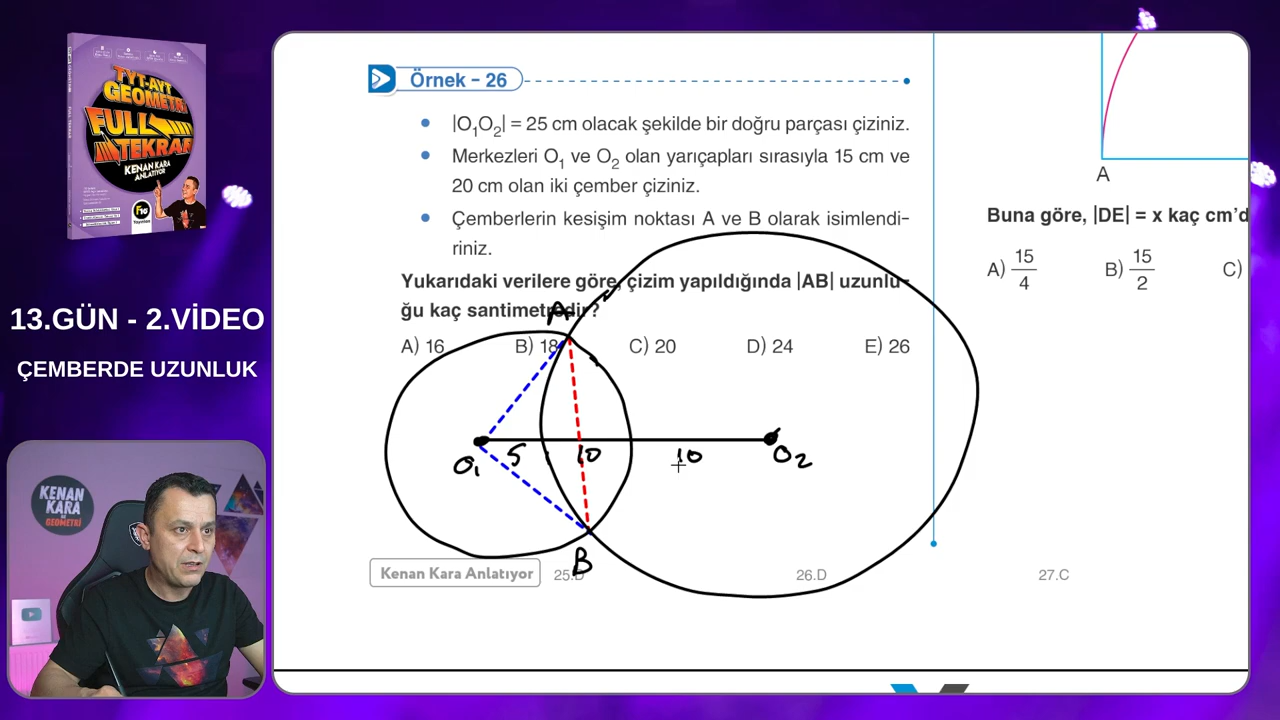 TYT-AYT
GEOMETRİ
FULL
TEKRAR
KENAN KARA
ANLATIYOR
13.GÜN - 2.VİDEO
ÇEMBERDE UZUNLUK
KENAN
KARA
GEOMETRİ
Örnek - 26
|O₁O₂| = 25 cm olacak şekilde bir doğru parçası çiziniz.
Merkezleri O₁ ve O₂ olan yarıçapları sırasıyla 15 cm ve
20 cm olan iki çember çiziniz.
Çemberlerin kesişim noktası A ve B olarak isimlendi-
riniz.
Yukarıdaki verilere göre, çizim yapıldığında |AB| uzunlu-
ğu kaç santimetredir?
A) 16 B) 18 C) 20 D) 24 E) 26
A
O₁ 5 10 10 O₂
B
Kenan Kara Anlatıyor 25.D 26.D 27.C
A
Buna göre, |DE| = x kaç cm'd
A) 15/4 B) 15/2 C)